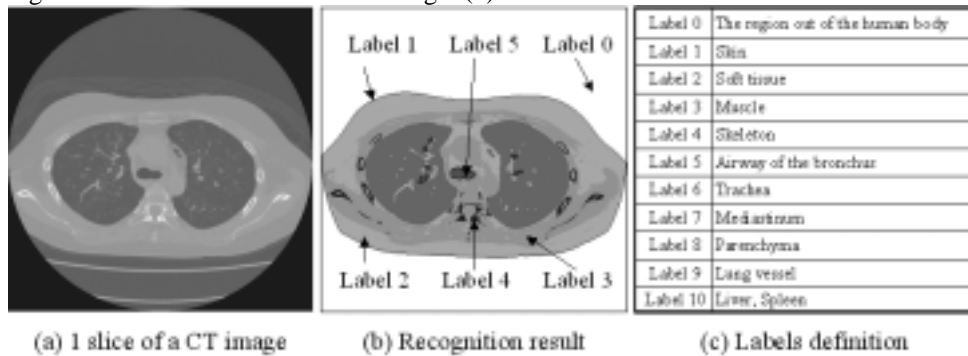 Label 1 Label 5 Label 0
Label 2 Label 4 Label 3
Label 0 The region out of the human body
Label 1 Skin
Label 2 Soft tissue
Label 3 Muscle
Label 4 Skeleton
Label 5 Airway of the bronchus
Label 6 Trachea
Label 7 Mediastinum
Label 8 Parenchyma
Label 9 Lung vessel
Label 10 Liver, Spleen
(a) 1 slice of a CT image (b) Recognition result (c) Labels definition